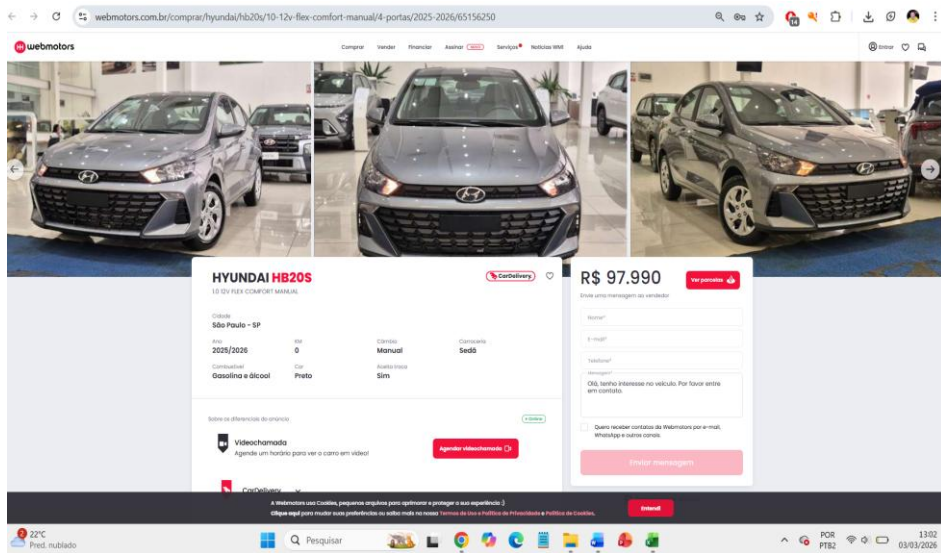 webmotors.com.br/comprar/hyundai/hb20s/10-12v-flex-comfort-manual/4-portas/2025-2026/65156250
webmotors
Comprar Vender Financiar Assinar Serviços Notícias WM1 Ajuda
Entrar
HYUNDAI HB20S
CarDelivery
1.0 12V FLEX COMFORT MANUAL
Cidade
São Paulo - SP
Ano KM Câmbio Carroceria
2025/2026 0 Manual Sedã
Combustível Cor Aceita troca
Gasolina e álcool Preto Sim
Sobre os diferenciais do anúncio
Online
Videochamada
Agende um horário para ver o carro em vídeo!
Agendar videochamada
CarDelivery
R$ 97.990
Ver parcelas
Envie uma mensagem ao vendedor
Nome*
E-mail*
Telefone*
Mensagem*
Olá, tenho interesse no veículo. Por favor entre
em contato.
Quero receber contatos da Webmotors por e-mail,
WhatsApp e outros canais.
Enviar mensagem
A Webmotors usa Cookies, pequenos arquivos para aprimorar e proteger a sua experiência :)
Clique aqui para mudar suas preferências ou saiba mais na nossa Termos de Uso e Política de Privacidade e Política de Cookies.
Entendi
2
22°C
Pred. nublado
Pesquisar
POR
PTB2
13:02
03/03/2026